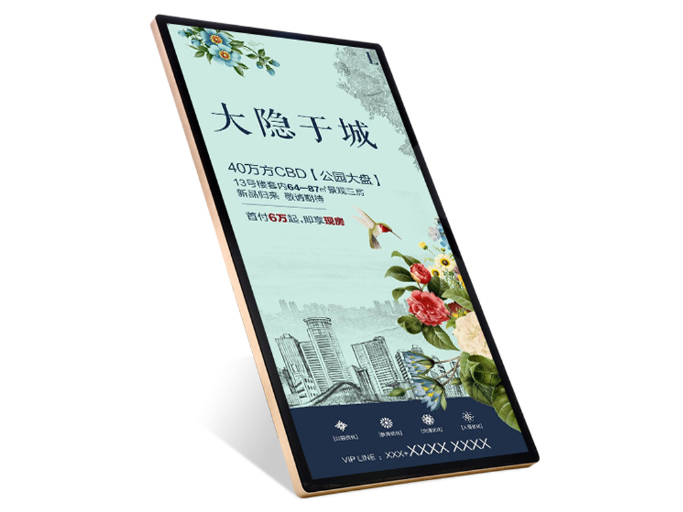 大隐于城
40万方CBD【公园大盘】
13号楼套内64—87㎡景观三房
新品归来 敬请期待
首付6万起,即享现房
VIP LINE : XXX+XXXX XXXX